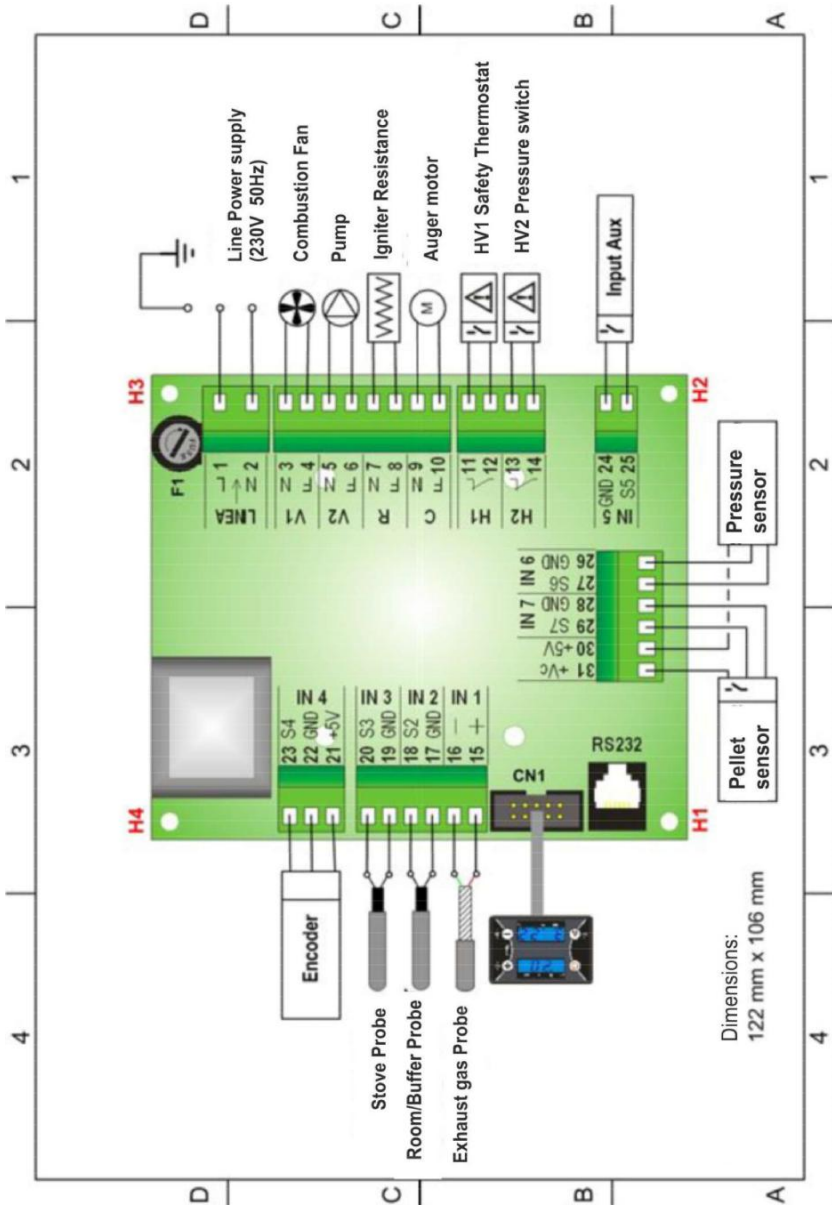 4
3
2
1
D
C
B
A
H4
H3
F1
Encoder
Stove Probe
Room/Buffer Probe
Exhaust gas Probe
IN 4
23 S4
22 GND
21 +5V
IN 3
20 S3
19 GND
IN 2
18 S2
17 GND
IN 1
16 –
15 +
CN1
RS232
LINEA
L 1
N 2
V1
N 3
F 4
V2
N 5
F 6
R
N 7
F 8
C
N 9
F 10
H1
11
12
H2
13
14
Line Power supply
(230V 50Hz)
Combustion Fan
Pump
Igniter Resistance
Auger motor
M
HV1 Safety Thermostat
HV2 Pressure switch
IN 5
GND 24
S5 25
Input Aux
IN 7
IN 6
31 +Vc
30 +5V
29 S7
28 GND
27 S6
26 GND
H1
H2
Pellet
sensor
Pressure
sensor
Dimensions:
122 mm x 106 mm
4
3
2
1
D
C
B
A